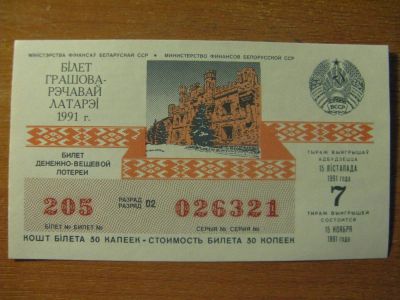 МІНІСТЭРСТВА ФІНАНСАЎ БЕЛАРУСКАЙ ССР • МИНИСТЕРСТВО ФИНАНСОВ БЕЛОРУССКОЙ ССР
БІЛЕТ
ГРАШОВА-
РЭЧАВАЙ
ЛАТАРЭІ
1991 г.
БИЛЕТ
ДЕНЕЖНО-ВЕЩЕВОЙ
ЛОТЕРЕИ
БССР
ТЫРАЖ ВЫЙГРЫШАЎ
АДБУДЗЕЦЦА
15 ЛІСТАПАДА
1991 года
7
ТИРАЖ ВЫИГРЫШЕЙ
СОСТОИТСЯ
15 НОЯБРЯ
1991 года
205 РАЗРАД РАЗРЯД 02 026321
БІЛЕТ № БИЛЕТ № СЕРЫЯ № СЕРИЯ №
КОШТ БІЛЕТА 50 КАПЕЕК - СТОИМОСТЬ БИЛЕТА 50 КОПЕЕК